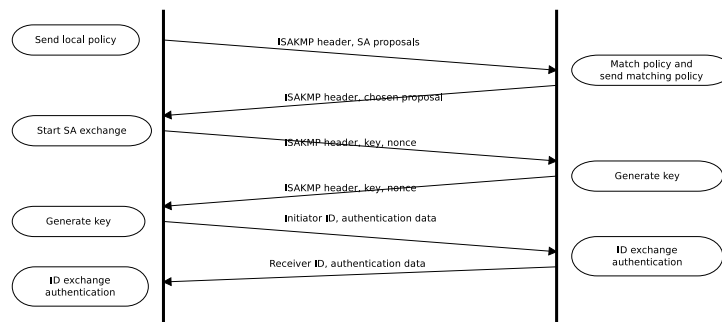 Send local policy
ISAKMP header, SA proposals
Match policy and
send matching policy
ISAKMP header, chosen proposal
Start SA exchange
ISAKMP header, key, nonce
Generate key
ISAKMP header, key, nonce
Generate key
Initiator ID, authentication data
ID exchange
authentication
Receiver ID, authentication data
ID exchange
authentication